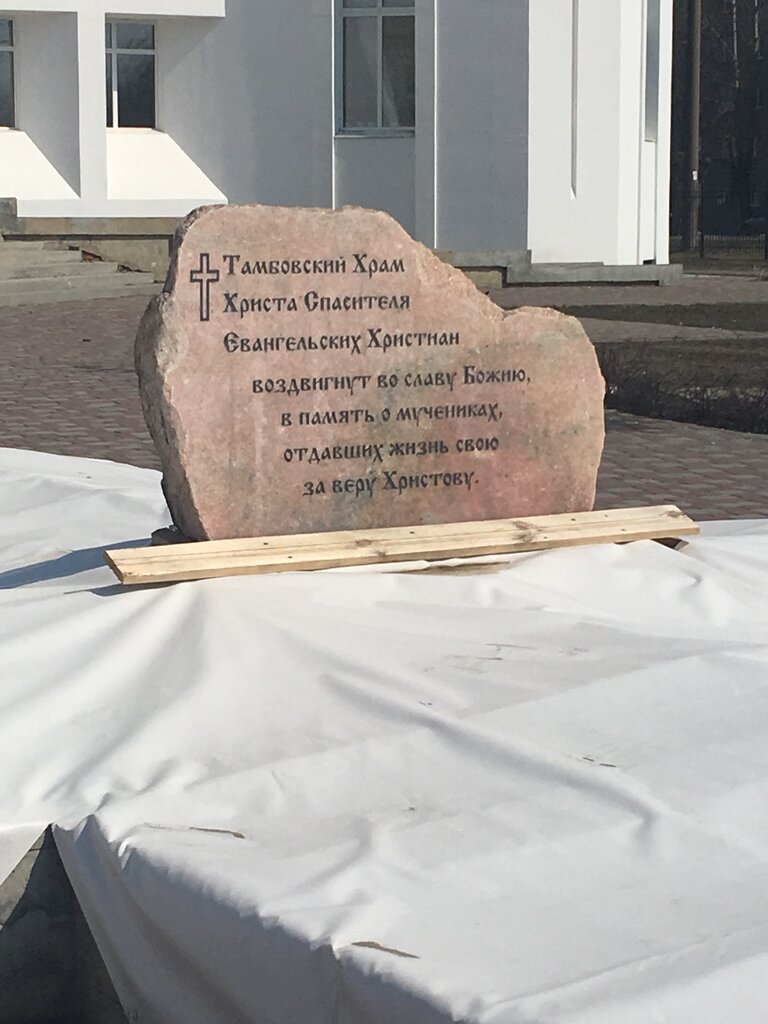 Тамбовский Храм
Христа Спасителя
Евангельских Христиан
воздвигнут во славу Божию,
в память о мучениках,
отдавших жизнь свою
за веру Христову.